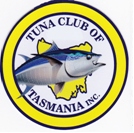 TUNA CLUB OF
TASMANIA INC.